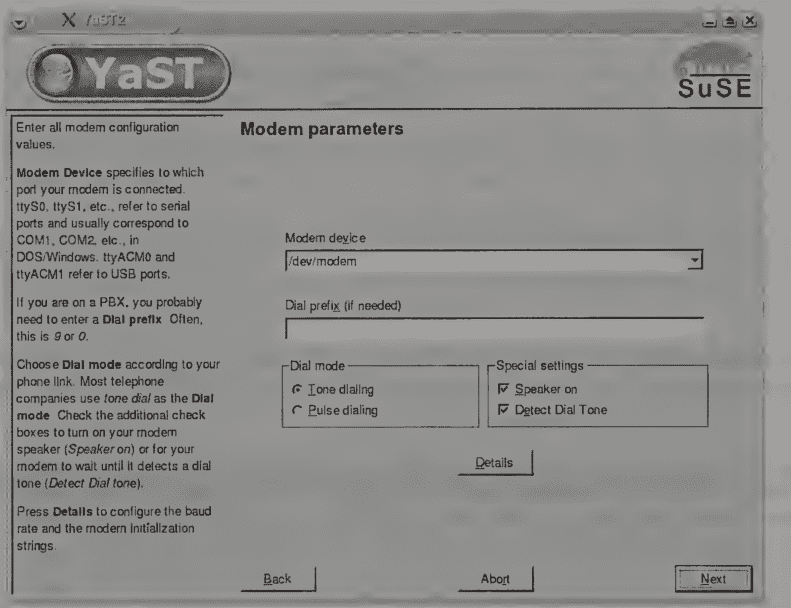 YaST2
YaST
SuSE
Enter all modem configuration
values.
Modem Device specifies to which
port your modem is connected.
ttyS0, ttyS1, etc., refer to serial
ports and usually correspond to
COM1, COM2, etc., in
DOS/Windows. ttyACM0 and
ttyACM1 refer to USB ports.
If you are on a PBX, you probably
need to enter a Dial prefix Often,
this is 9 or 0.
Choose Dial mode according to your
phone link. Most telephone
companies use tone dial as the Dial
mode Check the additional check
boxes to turn on your modem
speaker (Speaker on) or for your
modem to wait until it detects a dial
tone (Detect Dial tone).
Press Details to configure the baud
rate and the modem initialization
strings.
Modem parameters
Modem device
/dev/modem
Dial prefix (if needed)
Dial mode
Tone dialing
Pulse dialing
Special settings
Speaker on
Detect Dial Tone
Details
Back
Abort
Next